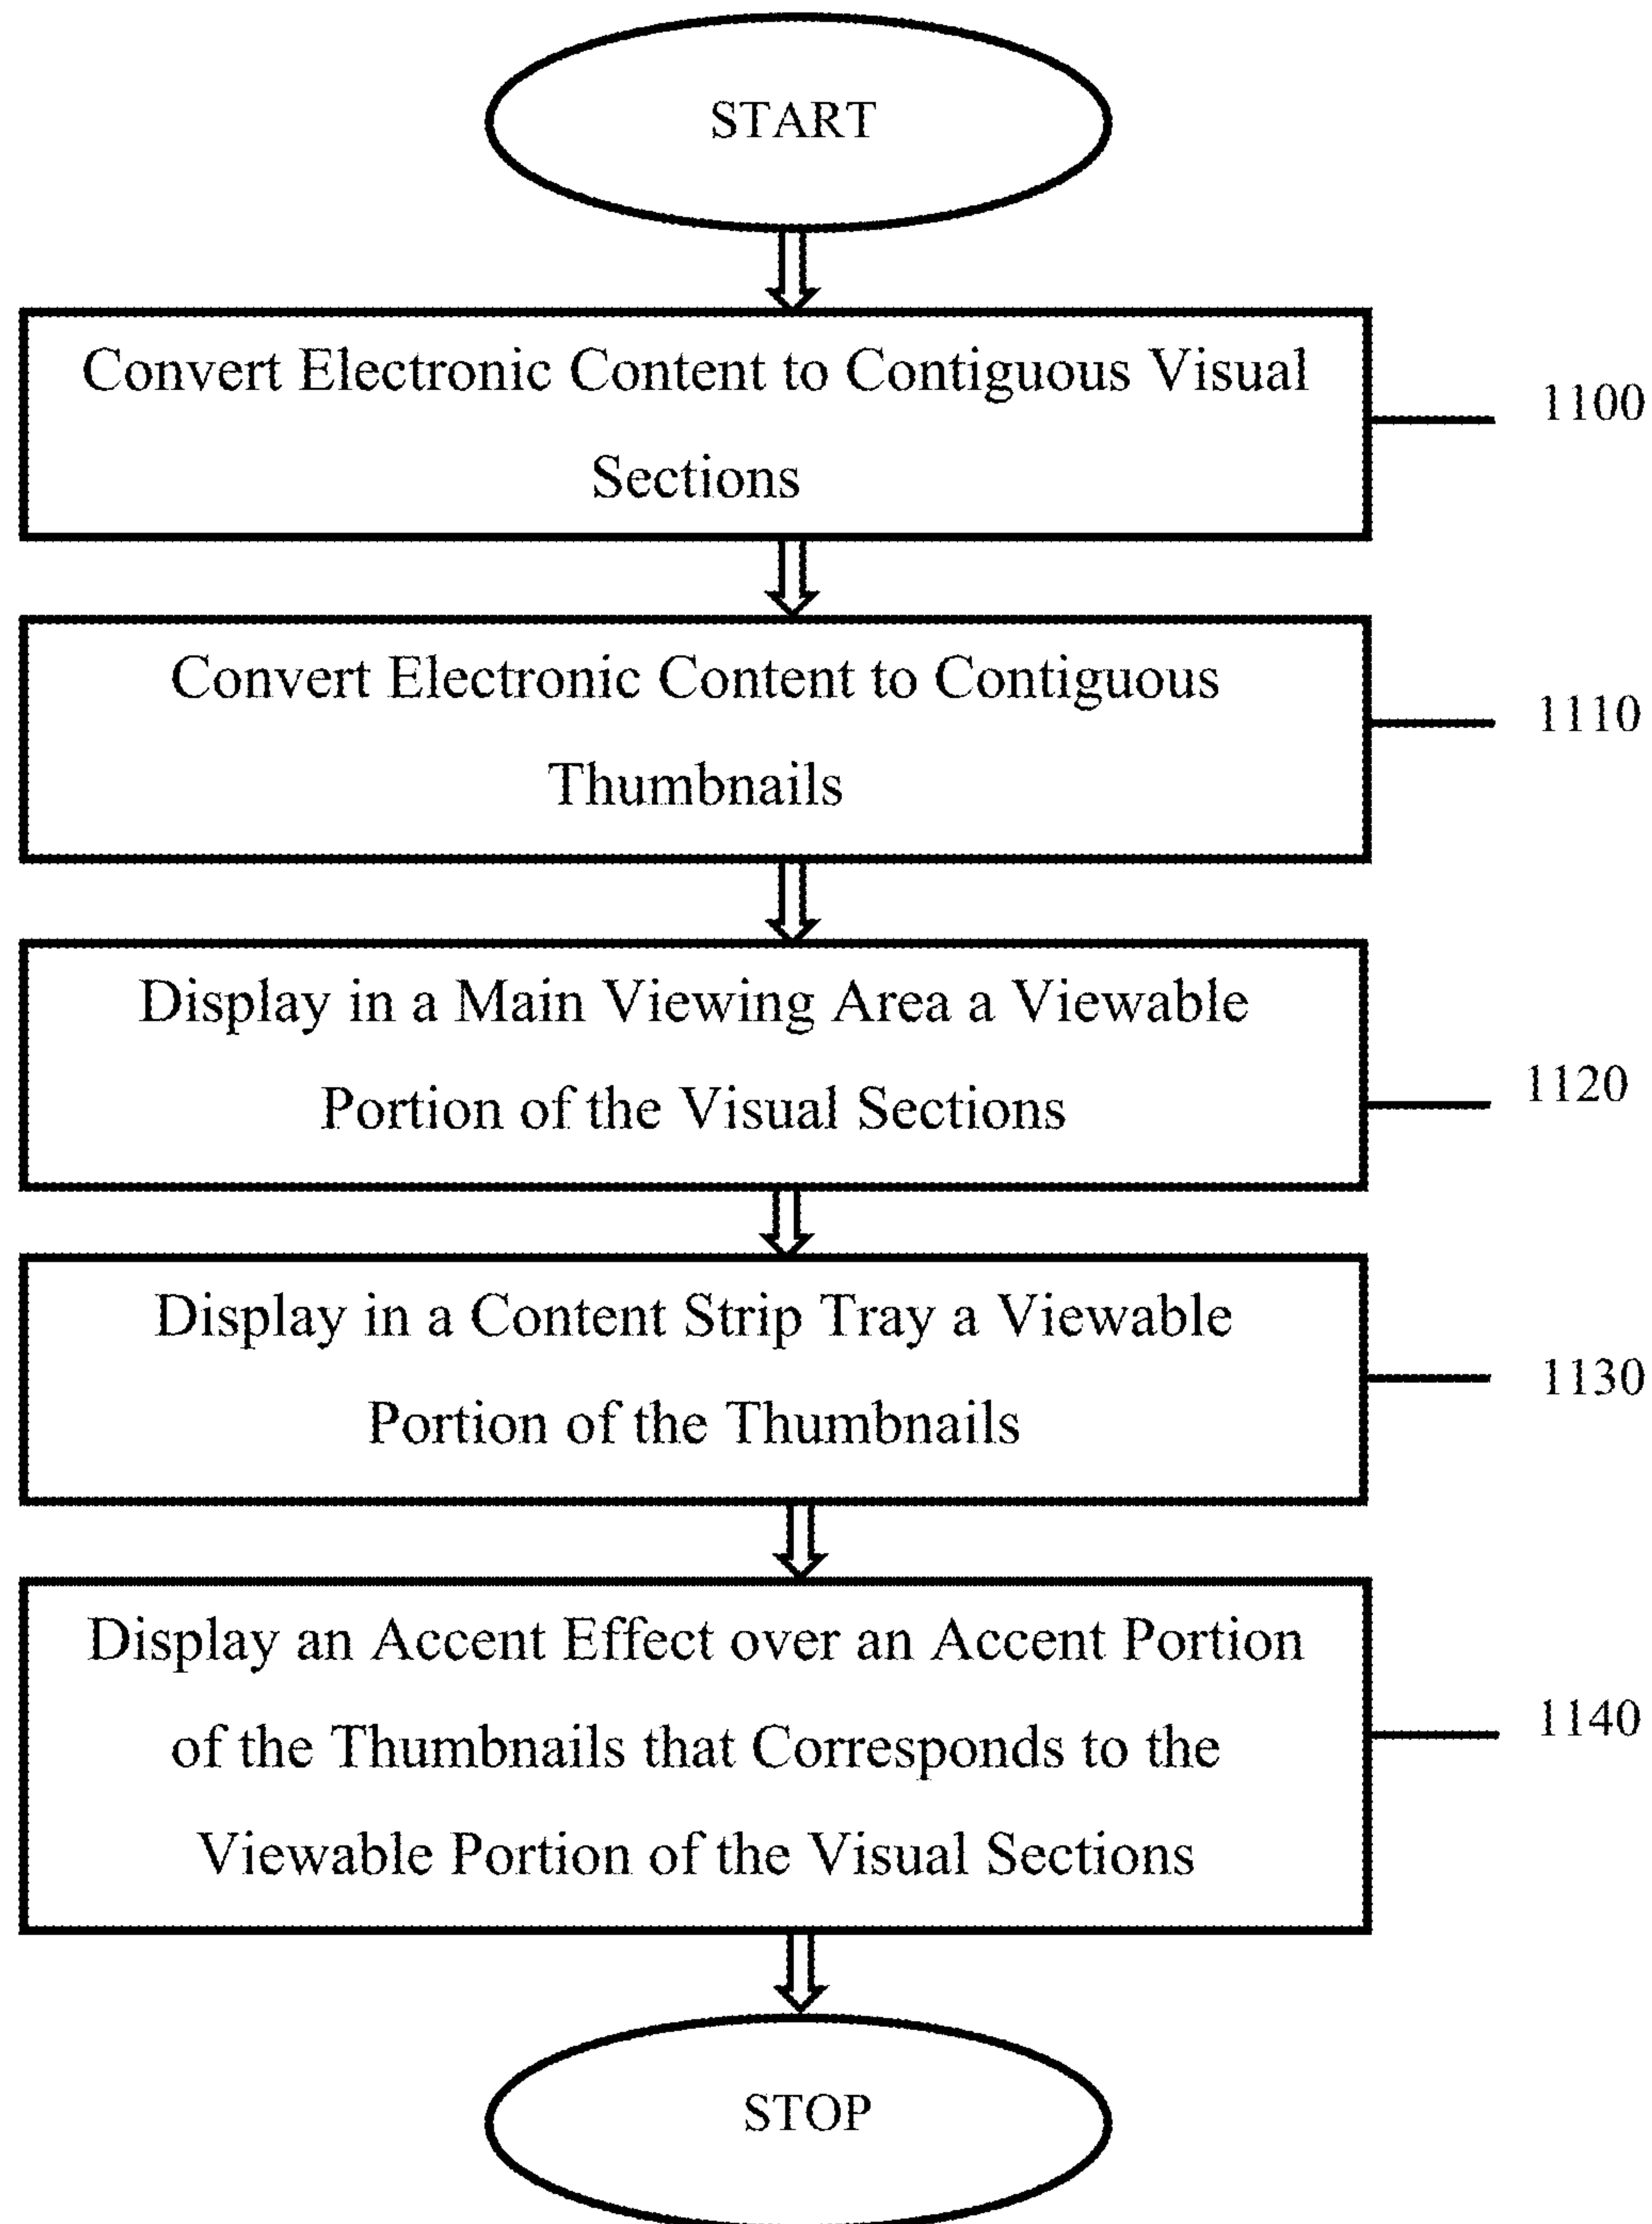 START
Convert Electronic Content to Contiguous Visual
Sections
1100
Convert Electronic Content to Contiguous
Thumbnails
1110
Display in a Main Viewing Area a Viewable
Portion of the Visual Sections
1120
Display in a Content Strip Tray a Viewable
Portion of the Thumbnails
1130
Display an Accent Effect over an Accent Portion
of the Thumbnails that Corresponds to the
Viewable Portion of the Visual Sections
1140
STOP